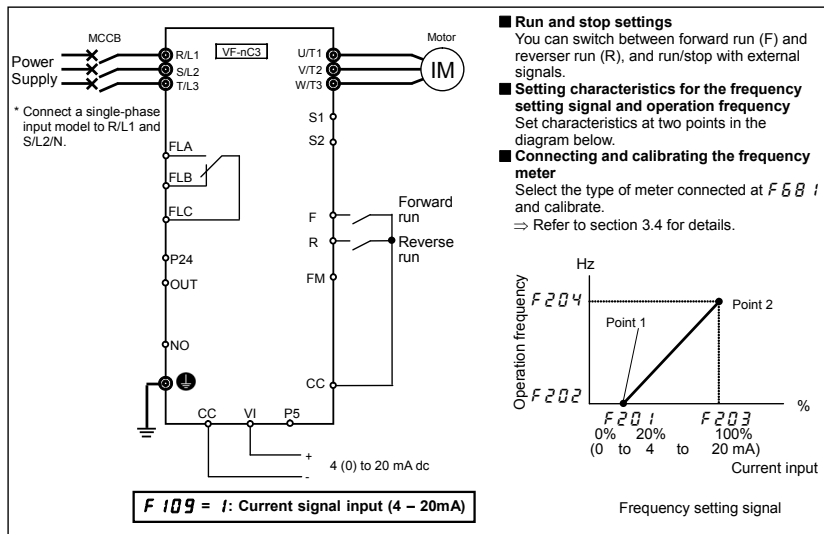 MCCB
Power
Supply
R/L1
S/L2
T/L3
VF-nC3
U/T1
V/T2
W/T3
Motor
IM
* Connect a single-phase
input model to R/L1 and
S/L2/N.
FLA
FLB
FLC
P24
OUT
NO
S1
S2
F
R
FM
CC
Forward
run
Reverse
run
CC VI P5
+
-
4 (0) to 20 mA dc
F109 = 1: Current signal input (4 – 20mA)
■ Run and stop settings
You can switch between forward run (F) and
reverser run (R), and run/stop with external
signals.
■ Setting characteristics for the frequency
setting signal and operation frequency
Set characteristics at two points in the
diagram below.
■ Connecting and calibrating the frequency
meter
Select the type of meter connected at F681
and calibrate.
⇒ Refer to section 3.4 for details.
Hz
Operation frequency
F204
F202
Point 1
Point 2
%
F201 F203
0% 20% 100%
(0 to 4 to 20 mA)
Current input
Frequency setting signal